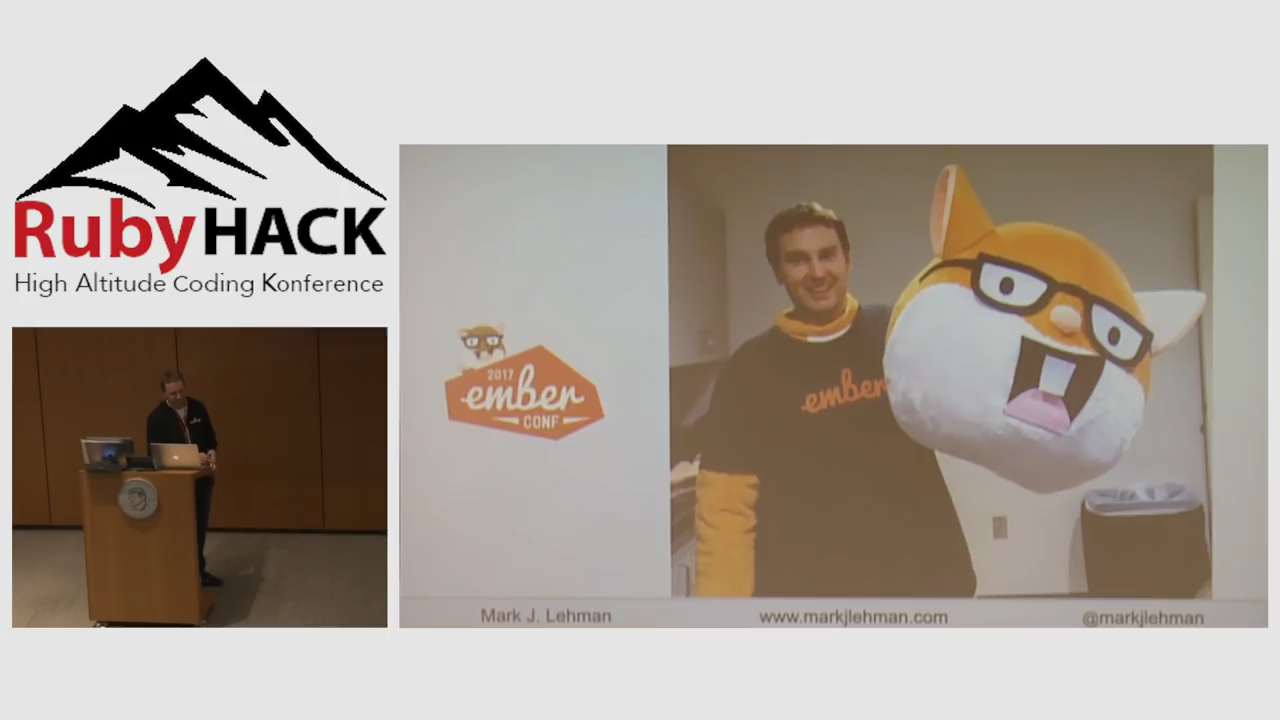 RubyHACK
High Altitude Coding Konference
2017
ember
CONF
ember
Mark J. Lehman
www.markjlehman.com
@markjlehman